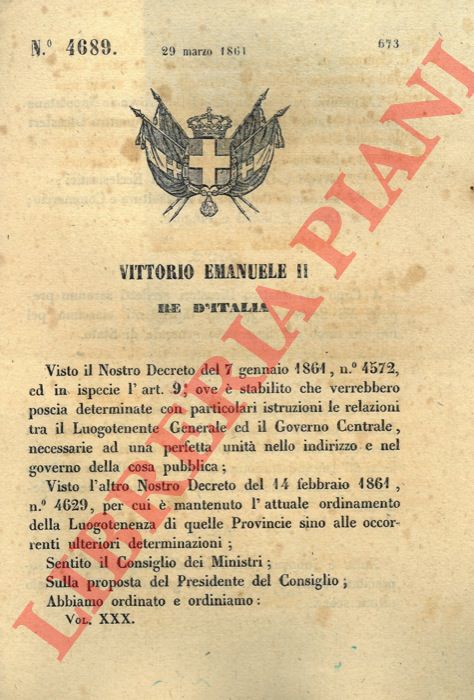 N.º 4689.
29 marzo 1861
673
VITTORIO EMANUELE II
RE D'ITALIA
Visto il Nostro Decreto del 7 gennaio 1861, n.º 4572,
ed in ispecie l'art. 9, ove è stabilito che verrebbero
poscia determinate con particolari istruzioni le relazioni
tra il Luogotenente Generale ed il Governo Centrale,
necessarie ad una perfetta unità nello indirizzo e nel
governo della cosa pubblica;
Visto l'altro Nostro Decreto del 14 febbraio 1861,
n.º 4629, per cui è mantenuto l'attuale ordinamento
della Luogotenenza di quelle Provincie sino alle occor-
renti ulteriori determinazioni;
Sentito il Consiglio dei Ministri;
Sulla proposta del Presidente del Consiglio;
Abbiamo ordinato e ordiniamo:
VOL. XXX.
LIBRERIA PIANI